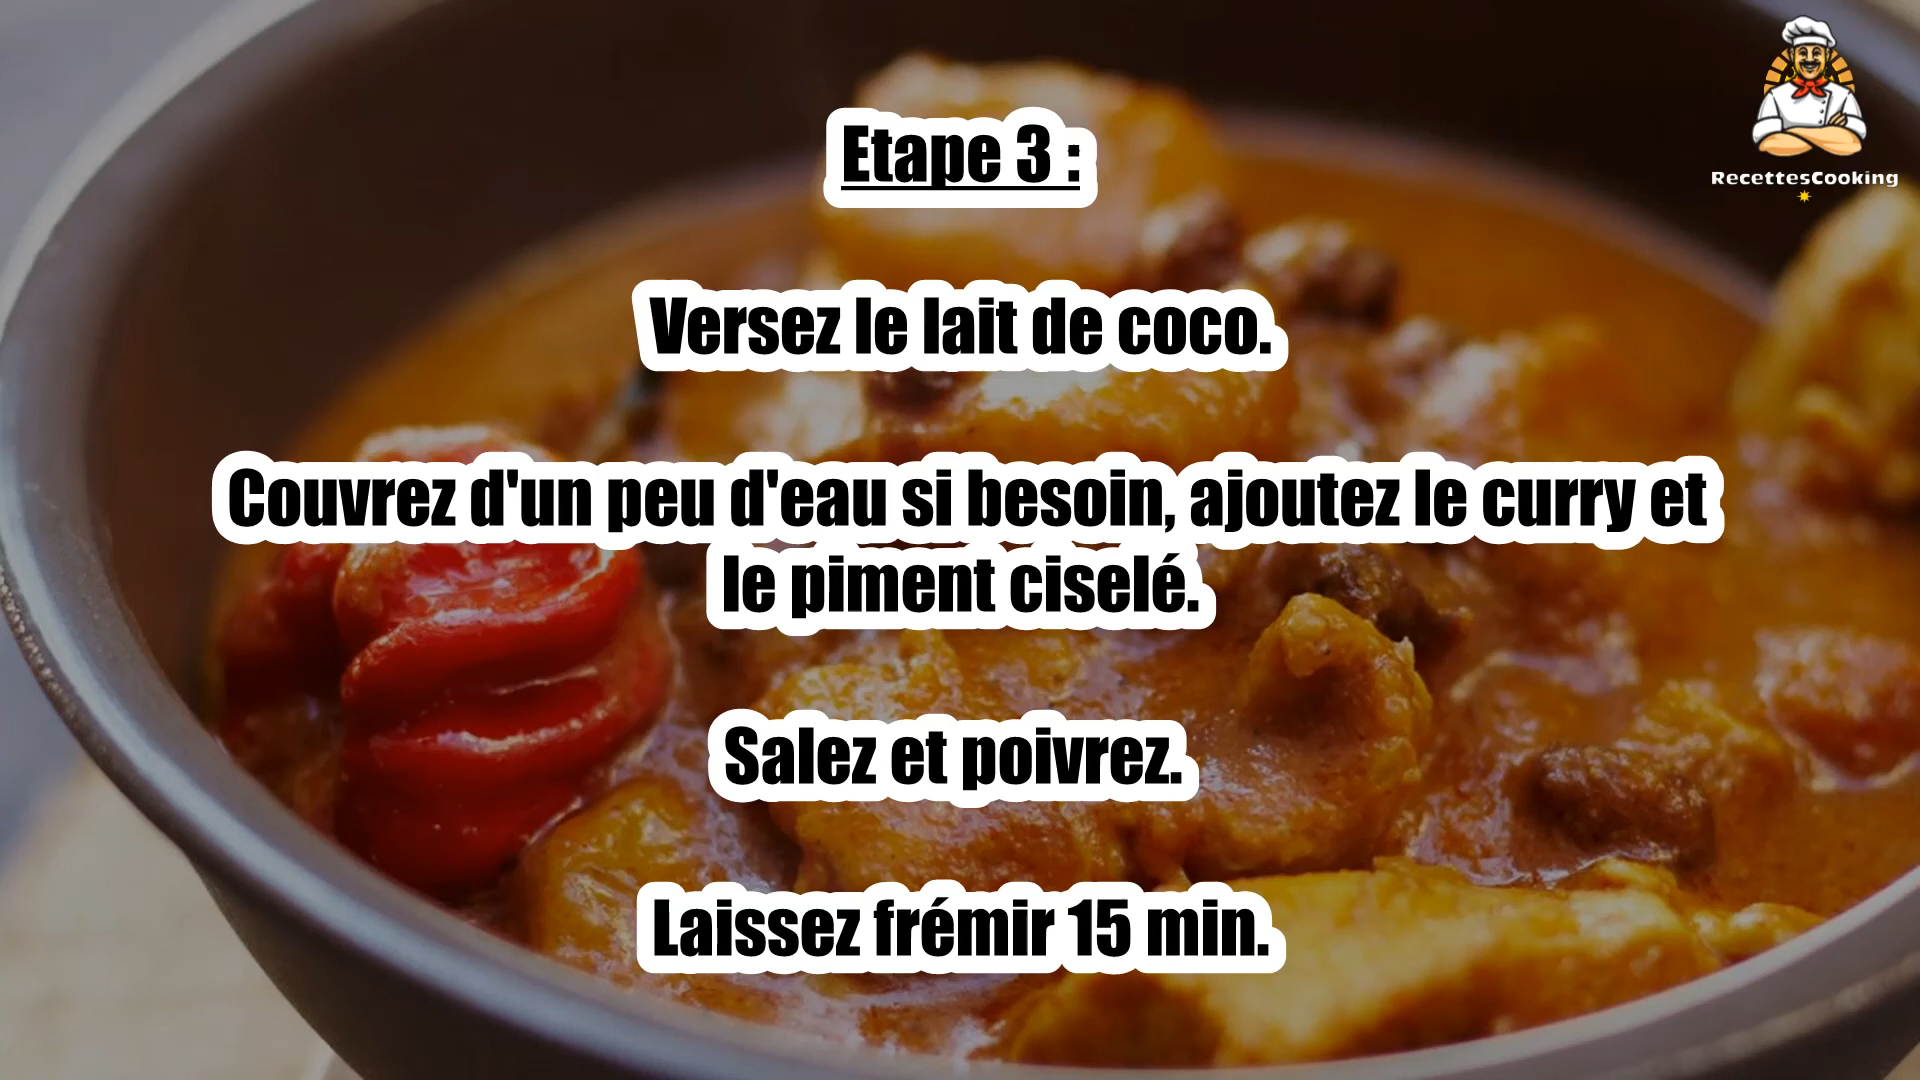 RecettesCooking
Etape 3 :
Versez le lait de coco.
Couvrez d'un peu d'eau si besoin, ajoutez le curry et
le piment ciselé.
Salez et poivrez.
Laissez frémir 15 min.